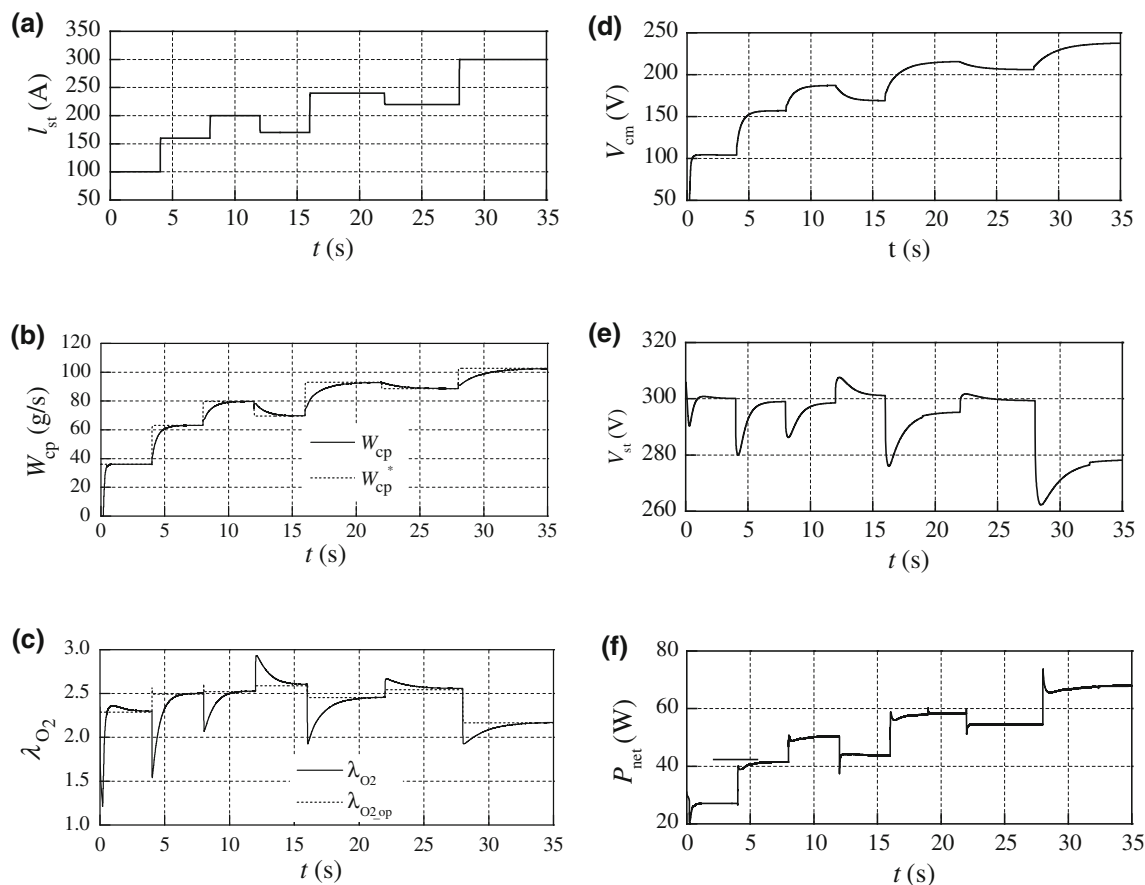 (a)
350
300
250
200
150
100
50
0 5 10 15 20 25 30 35
l_st (A)
t (s)
(b)
120
100
80
60
40
20
0
0 5 10 15 20 25 30 35
W_cp (g/s)
W_cp
W_cp^*
t (s)
(c)
3.0
2.5
2.0
1.5
1.0
0 5 10 15 20 25 30 35
λ_O₂
λ_O2
λ_O2_op
t (s)
(d)
250
200
150
100
50
0 5 10 15 20 25 30 35
V_cm (V)
t (s)
(e)
320
300
280
260
0 5 10 15 20 25 30 35
V_st (V)
t (s)
(f)
80
60
40
20
0 5 10 15 20 25 30 35
P_net (W)
t (s)